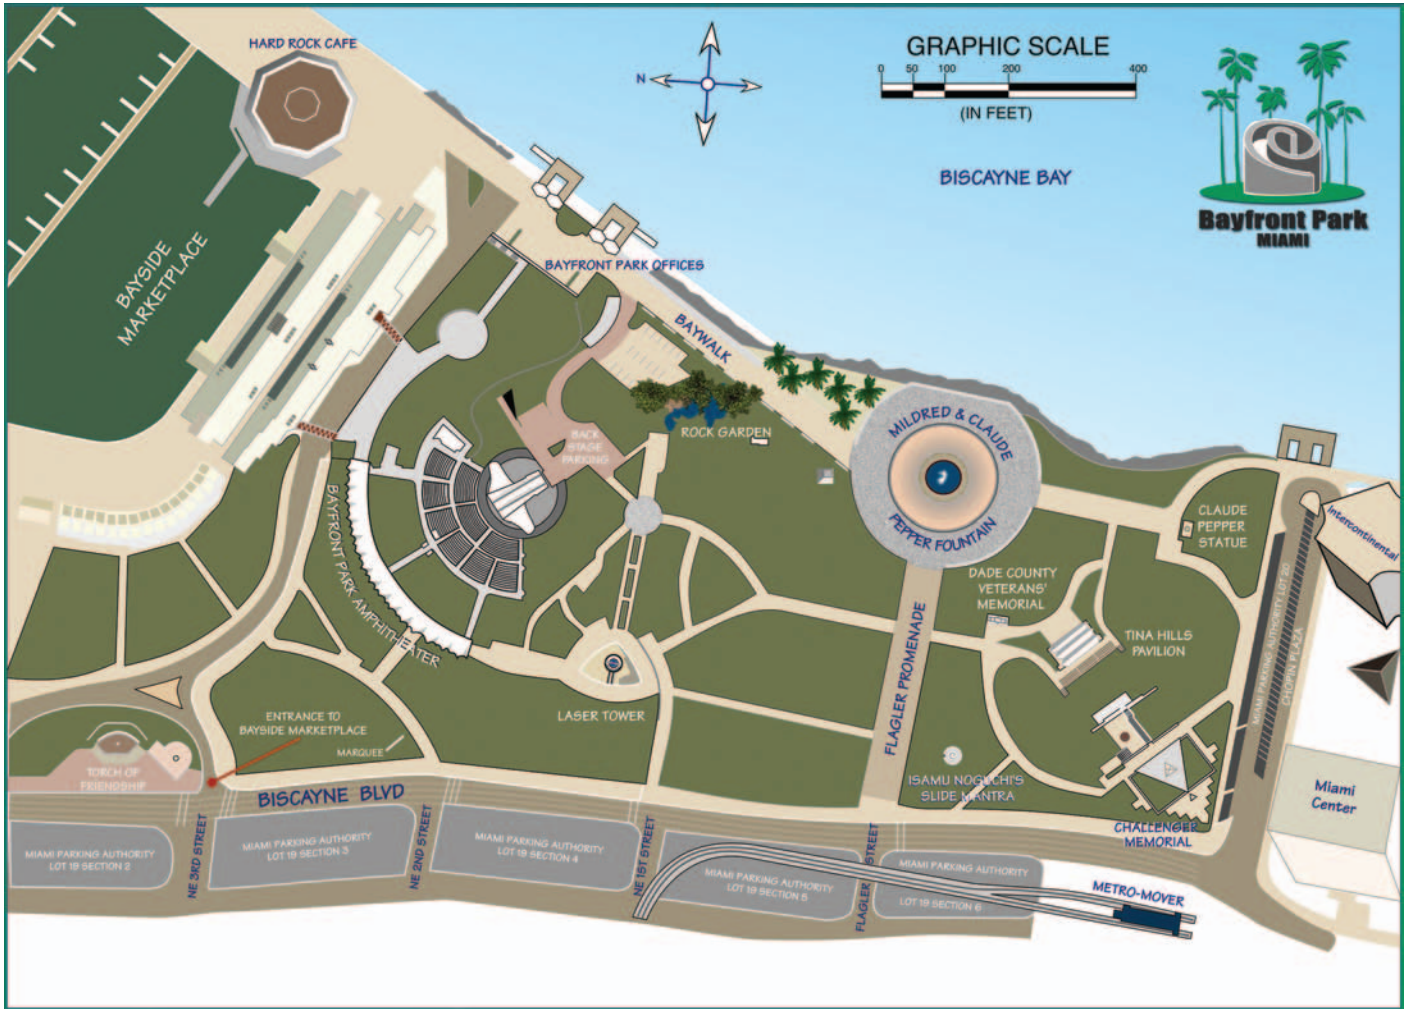 HARD ROCK CAFE
N
GRAPHIC SCALE
0 50 100 200 400
(IN FEET)
BISCAYNE BAY
e
Bayfront Park
MIAMI
BAYSIDE
MARKETPLACE
BAYFRONT PARK OFFICES
BAYWALK
ROCK GARDEN
BACK
STAGE
PARKING
MILDRED & CLAUDE
PEPPER FOUNTAIN
CLAUDE
PEPPER
STATUE
Intercontinental
BAYFRONT PARK AMPHITHEATER
DADE COUNTY
VETERANS'
MEMORIAL
TINA HILLS
PAVILION
MIAMI PARKING AUTHORITY LOT 20
CHOPIN PLAZA
FLAGLER PROMENADE
LASER TOWER
ENTRANCE TO
BAYSIDE MARKETPLACE
MARQUEE
TORCH OF
FRIENDSHIP
ISAMU NOGUCHI'S
SLIDE MANTRA
Miami
Center
BISCAYNE BLVD
CHALLENGER
MEMORIAL
NE 3RD STREET
NE 2ND STREET
NE 1ST STREET
FLAGLER STREET
MIAMI PARKING AUTHORITY
LOT 19 SECTION 2
MIAMI PARKING AUTHORITY
LOT 19 SECTION 3
MIAMI PARKING AUTHORITY
LOT 19 SECTION 4
MIAMI PARKING AUTHORITY
LOT 19 SECTION 5
MIAMI PARKING AUTHORITY
LOT 19 SECTION 6
METRO-MOVER